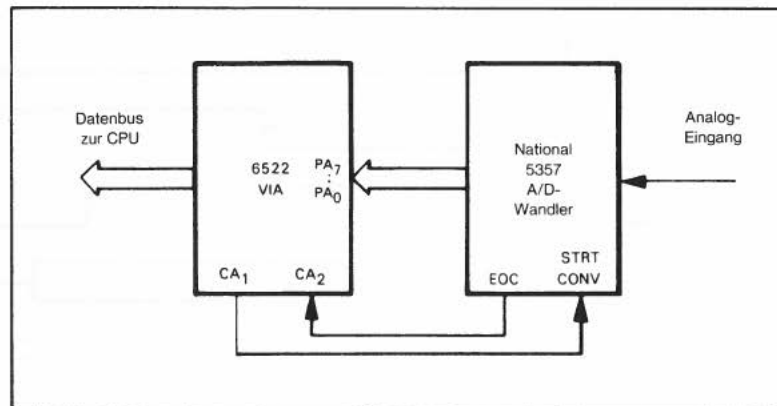 Datenbus
zur CPU
6522
VIA
PA7
:
PA0
CA1
CA2
National
5357
A/D-
Wandler
STRT
EOC CONV
Analog-
Eingang